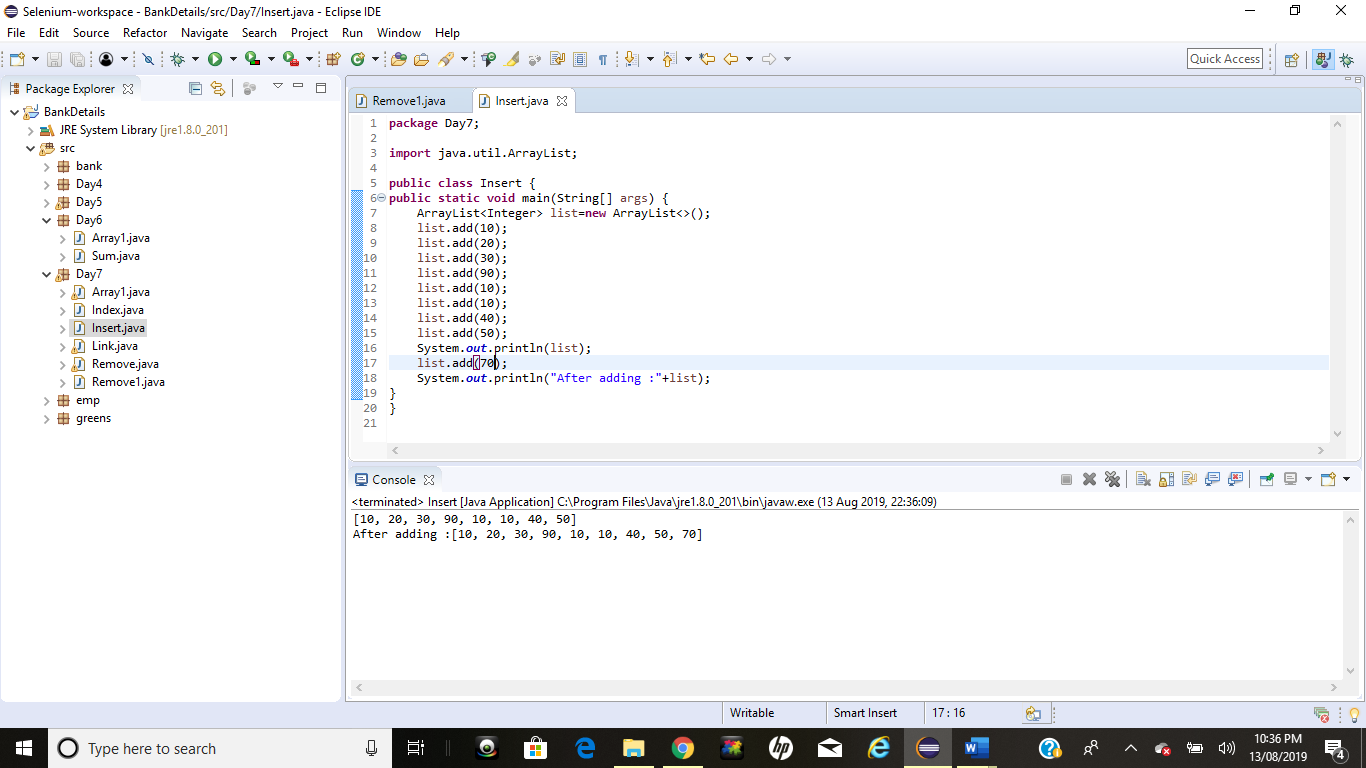 Selenium-workspace - BankDetails/src/Day7/Insert.java - Eclipse IDE
File Edit Source Refactor Navigate Search Project Run Window Help
Quick Access
Package Explorer
BankDetails
JRE System Library [jre1.8.0_201]
src
bank
Day4
Day5
Day6
Array1.java
Sum.java
Day7
Array1.java
Index.java
Insert.java
Link.java
Remove.java
Remove1.java
emp
greens
Remove1.java Insert.java
1 package Day7;
2
3 import java.util.ArrayList;
4
5 public class Insert {
6 public static void main(String[] args) {
7 ArrayList<Integer> list=new ArrayList<>();
8 list.add(10);
9 list.add(20);
10 list.add(30);
11 list.add(90);
12 list.add(10);
13 list.add(10);
14 list.add(40);
15 list.add(50);
16 System.out.println(list);
17 list.add(70);
18 System.out.println("After adding :"+list);
19 }
20 }
21
Console
<terminated> Insert [Java Application] C:\Program Files\Java\jre1.8.0_201\bin\javaw.exe (13 Aug 2019, 22:36:09)
[10, 20, 30, 90, 10, 10, 40, 50]
After adding :[10, 20, 30, 90, 10, 10, 40, 50, 70]
Writable Smart Insert 17 : 16
Type here to search
hp
10:36 PM
13/08/2019
4